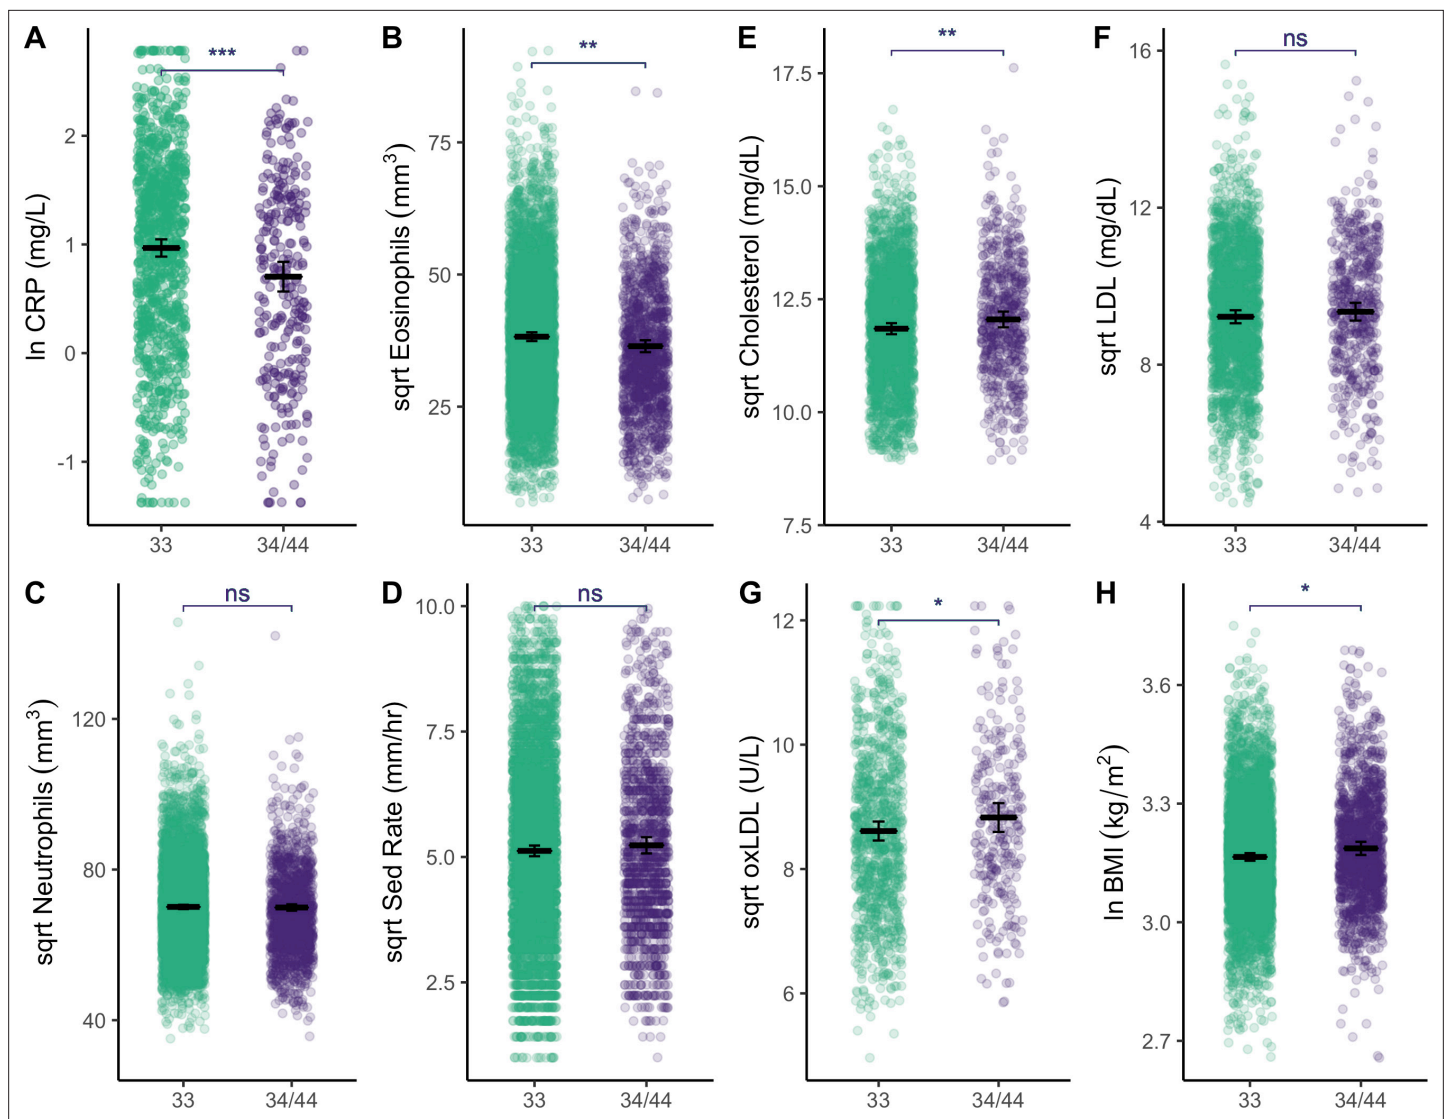 A
***
ln CRP (mg/L)
2
1
0
-1
33
34/44
B
**
sqrt Eosinophils (mm³)
75
50
25
33
34/44
E
**
sqrt Cholesterol (mg/dL)
17.5
15.0
12.5
10.0
7.5
33
34/44
F
ns
sqrt LDL (mg/dL)
16
12
8
4
33
34/44
C
ns
sqrt Neutrophils (mm³)
120
80
40
33
34/44
D
ns
sqrt Sed Rate (mm/hr)
10.0
7.5
5.0
2.5
33
34/44
G
*
sqrt oxLDL (U/L)
12
10
8
6
33
34/44
H
*
ln BMI (kg/m²)
3.6
3.3
3.0
2.7
33
34/44